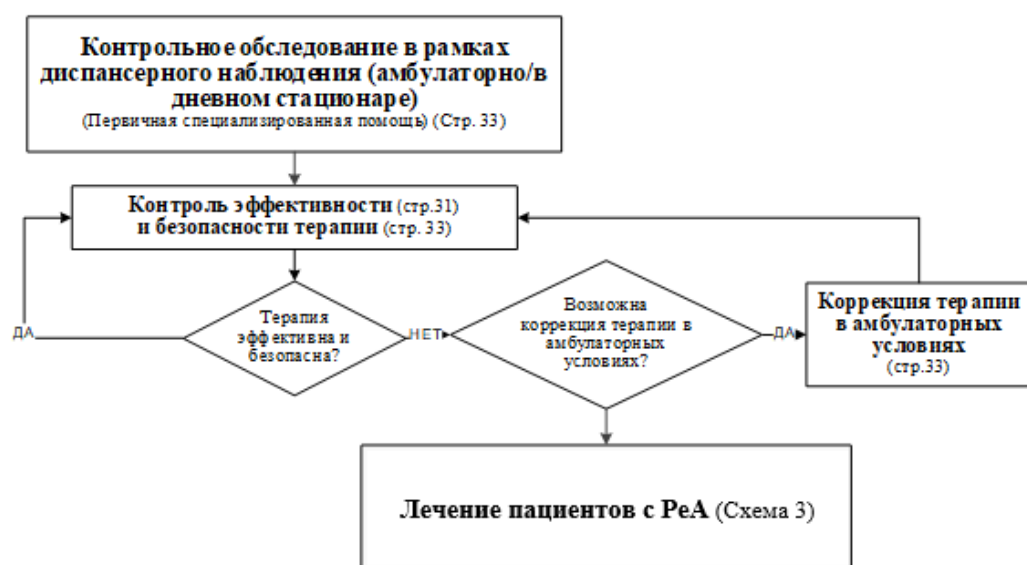 Контрольное обследование в рамках
диспансерного наблюдения (амбулаторно/в
дневном стационаре)
(Первичная специализированная помощь) (Стр. 33)
Контроль эффективности (стр.31)
и безопасности терапии (стр. 33)
Терапия
эффективна и
безопасна?
ДА
НЕТ
Возможна
коррекция терапии в
амбулаторных
условиях?
ДА
Коррекция терапии
в амбулаторных
условиях
(стр.33)
Лечение пациентов с РеА (Схема 3)